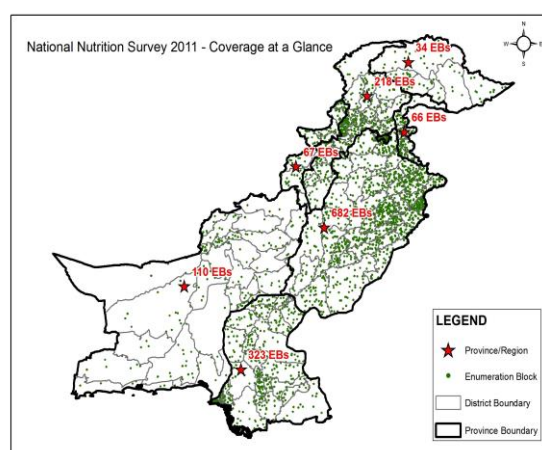 National Nutrition Survey 2011 - Coverage at a Glance
34 EBs
N
W
E
S
218 EBs
66 EBs
67 EBs
682 EBs
110 EBs
323 EBs
LEGEND
Province/Region
Enumeration Block
District Boundary
Province Boundary